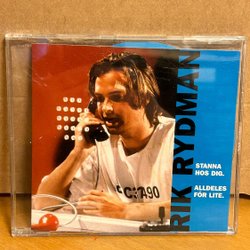 RIK RYDMAN
STANNA
HOS DIG.
ALLDELES
FÖR LITE.